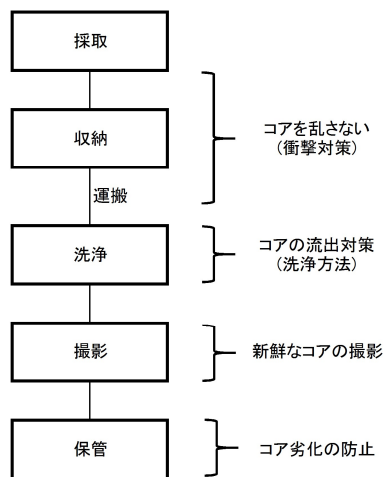 採取
収納
コアを乱さない
(衝撃対策)
運搬
洗浄
コアの流出対策
(洗浄方法)
撮影
新鮮なコアの撮影
保管
コア劣化の防止